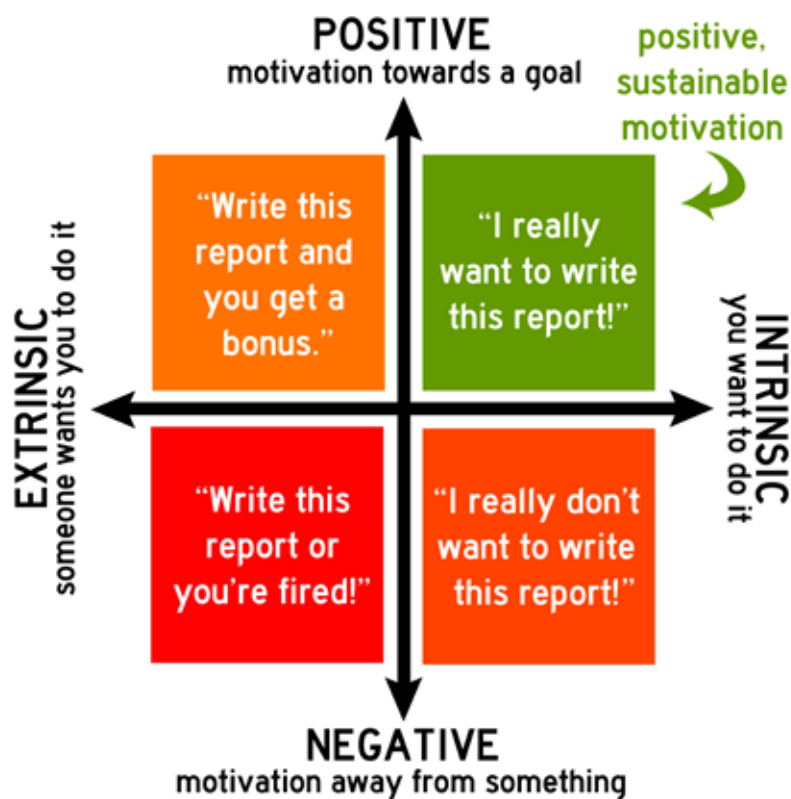 POSITIVE
motivation towards a goal
positive,
sustainable
motivation
“Write this
report and
you get a
bonus.”
“I really
want to write
this report!”
EXTRINSIC
someone wants you to do it
INTRINSIC
you want to do it
“Write this
report or
you're fired!”
“I really don't
want to write
this report!”
NEGATIVE
motivation away from something